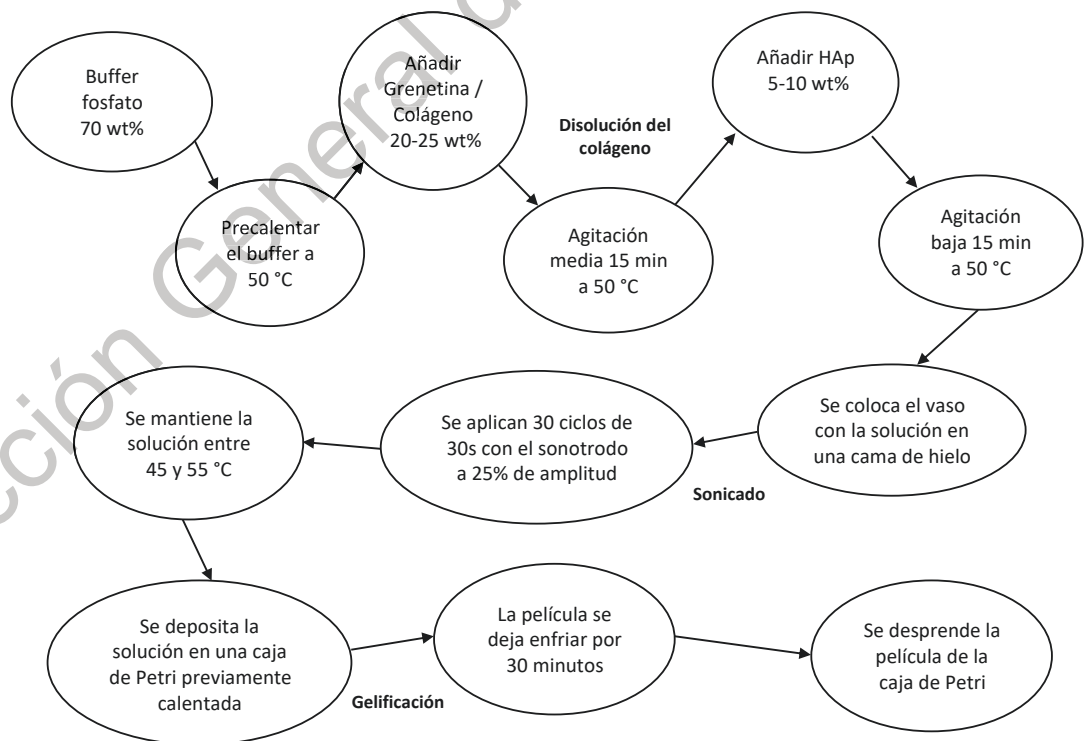 Buffer
fosfato
70 wt%
Precalentar
el buffer a
50 °C
Añadir
Grenetina /
Colágeno
20-25 wt%
Disolución del
colágeno
Agitación
media 15 min
a 50 °C
Añadir HAp
5-10 wt%
Agitación
baja 15 min
a 50 °C
Se coloca el vaso
con la solución en
una cama de hielo
Sonicado
Se aplican 30 ciclos de
30s con el sonotrodo
a 25% de amplitud
Se mantiene la
solución entre
45 y 55 °C
Se deposita la
solución en una caja
de Petri previamente
calentada
Gelificación
La película se
deja enfriar por
30 minutos
Se desprende la
película de la
caja de Petri
General